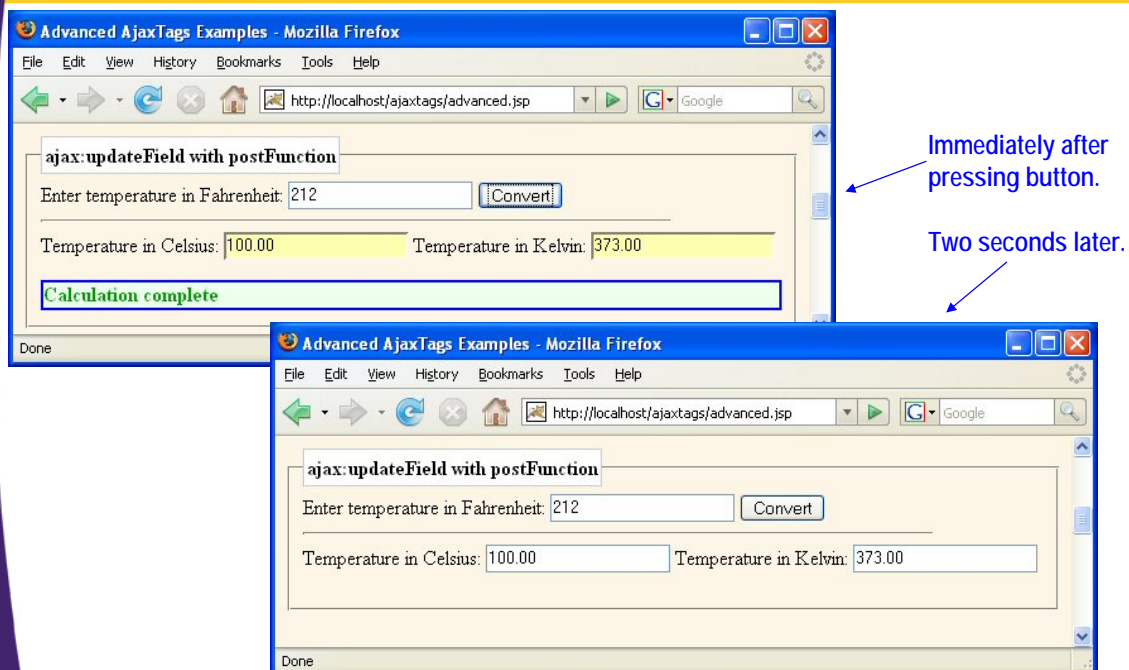 Advanced AjaxTags Examples - Mozilla Firefox
File Edit View History Bookmarks Tools Help
http://localhost/ajaxtags/advanced.jsp
G Google
ajax:updateField with postFunction
Enter temperature in Fahrenheit: 212 Convert
Temperature in Celsius: 100.00 Temperature in Kelvin: 373.00
Calculation complete
Done
Immediately after
pressing button.
Two seconds later.
Advanced AjaxTags Examples - Mozilla Firefox
File Edit View History Bookmarks Tools Help
http://localhost/ajaxtags/advanced.jsp
G Google
ajax:updateField with postFunction
Enter temperature in Fahrenheit: 212 Convert
Temperature in Celsius: 100.00 Temperature in Kelvin: 373.00
Done